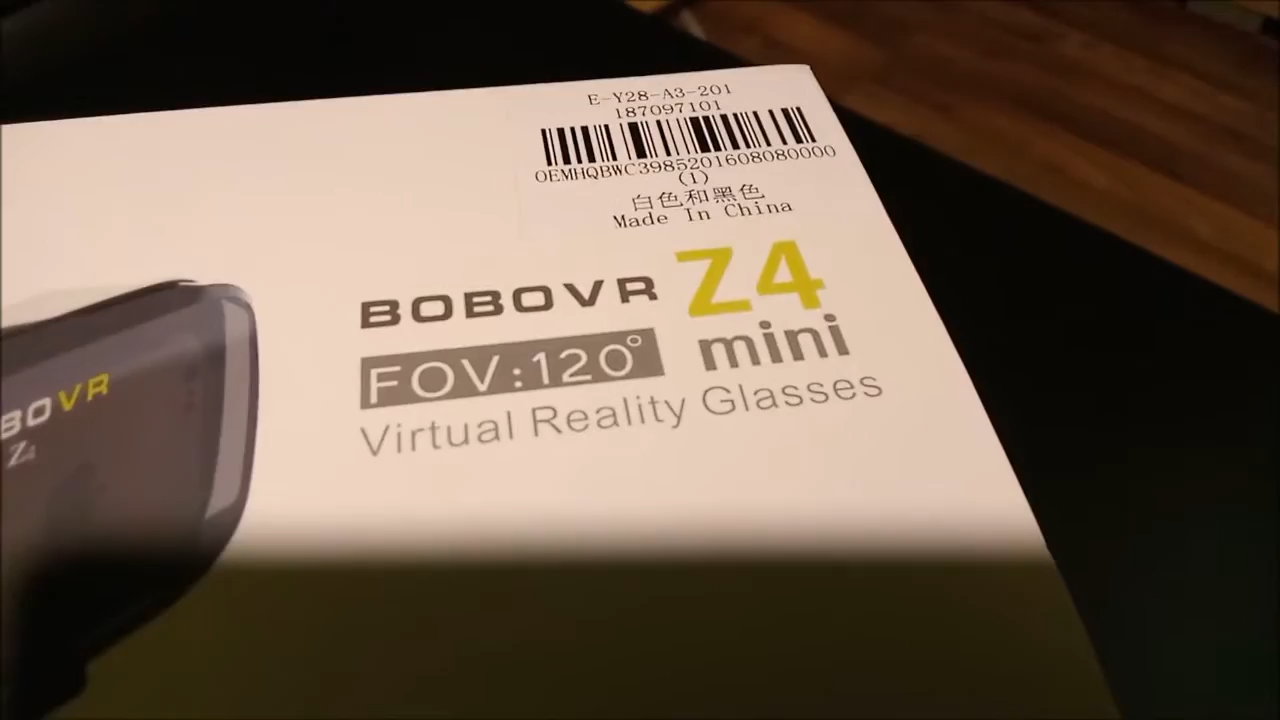 E-Y28-A3-201
187097101
OEMHQBWC3985201608080000
(1)
白色和黑色
Made In China
BOBOVR Z4
mini
FOV:120°
Virtual Reality Glasses
BOVR
Z4